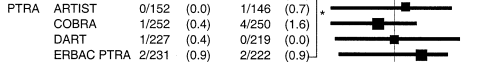 PTRA ARTIST 0/152 (0.0) 1/146 (0.7) *
COBRA 1/252 (0.4) 4/250 (1.6)
DART 1/227 (0.4) 0/219 (0.0)
ERBAC PTRA 2/231 (0.9) 2/222 (0.9)